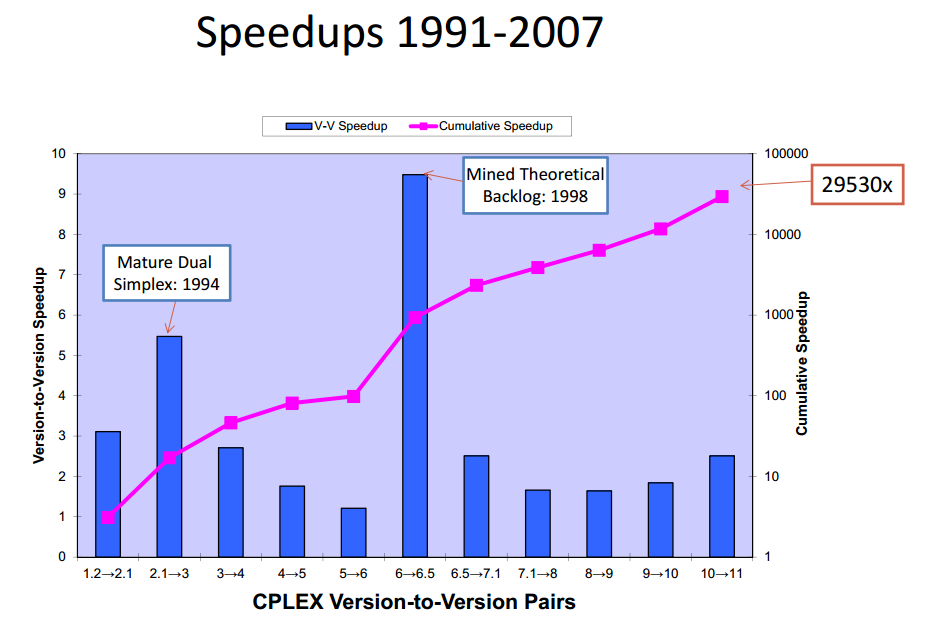 Speedups 1991-2007
V-V Speedup
Cumulative Speedup
10
9
8
7
6
5
4
3
2
1
0
Version-to-Version Speedup
Mature Dual
Simplex: 1994
Mined Theoretical
Backlog: 1998
29530x
100000
10000
1000
100
10
1
Cumulative Speedup
1.2→2.1
2.1→3
3→4
4→5
5→6
6→6.5
6.5→7.1
7.1→8
8→9
9→10
10→11
CPLEX Version-to-Version Pairs